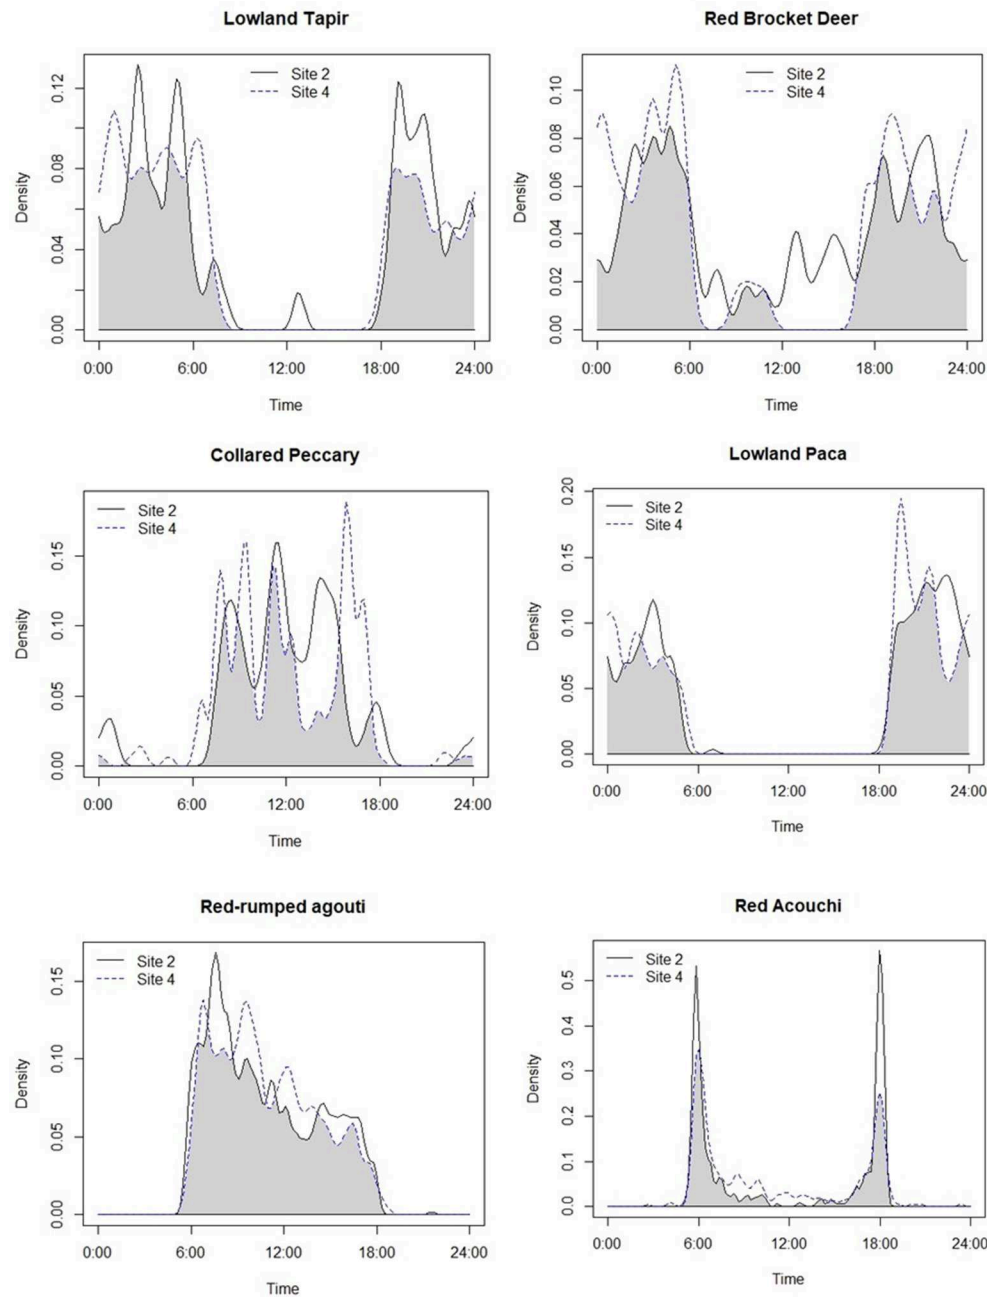 Lowland Tapir
Site 2
Site 4
Density
0.00
0.04
0.08
0.12
0:00 6:00 12:00 18:00 24:00
Time
Red Brocket Deer
Site 2
Site 4
Density
0.00
0.02
0.04
0.06
0.08
0.10
0:00 6:00 12:00 18:00 24:00
Time
Collared Peccary
Site 2
Site 4
Density
0.00
0.05
0.10
0.15
0:00 6:00 12:00 18:00 24:00
Time
Lowland Paca
Site 2
Site 4
Density
0.00
0.05
0.10
0.15
0.20
0:00 6:00 12:00 18:00 24:00
Time
Red-rumped agouti
Site 2
Site 4
Density
0.00
0.05
0.10
0.15
0:00 6:00 12:00 18:00 24:00
Time
Red Acouchi
Site 2
Site 4
Density
0.0
0.1
0.2
0.3
0.4
0.5
0:00 6:00 12:00 18:00 24:00
Time